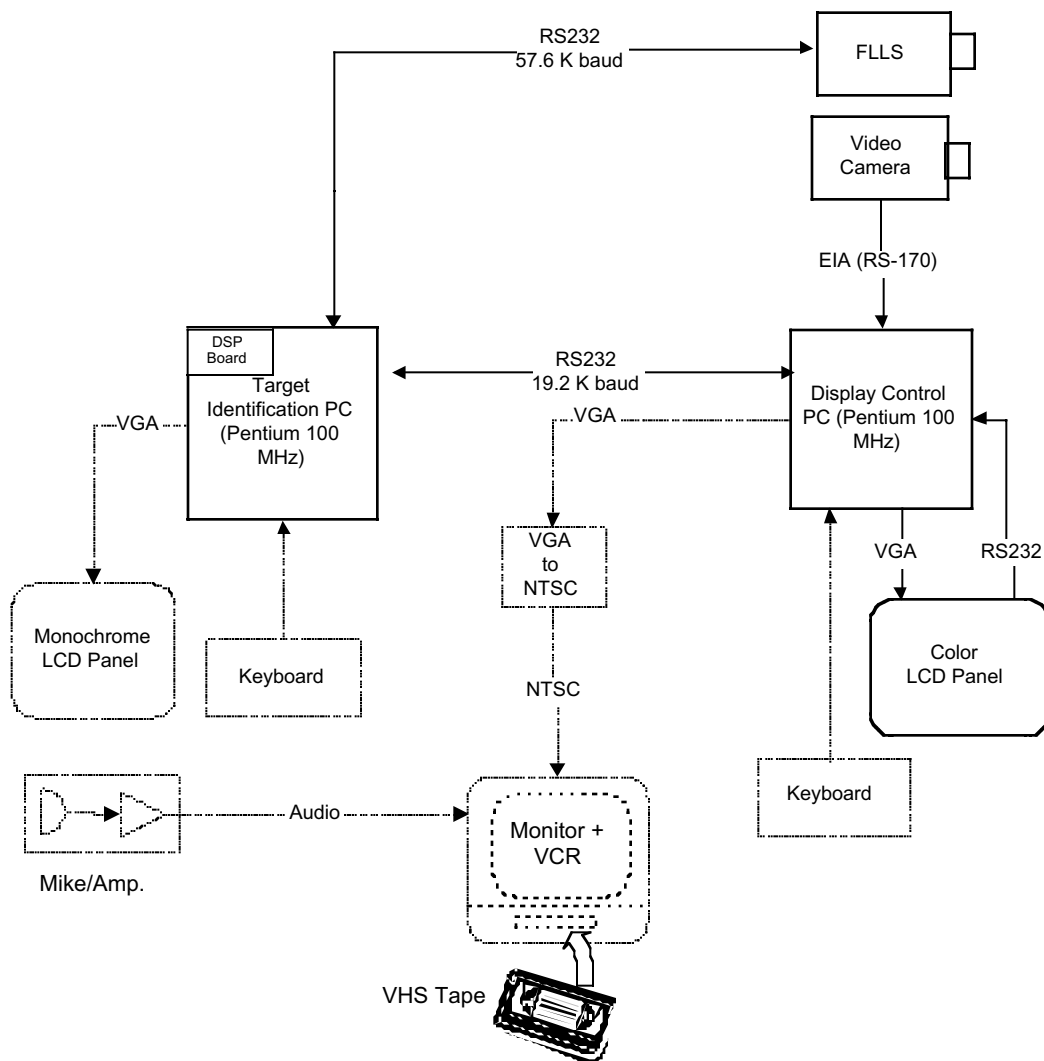 RS232
57.6 K baud
FLLS
Video
Camera
EIA (RS-170)
DSP
Board
Target
Identification PC
(Pentium 100
MHz)
RS232
19.2 K baud
Display Control
PC (Pentium 100
MHz)
VGA
VGA
VGA
to
NTSC
VGA
RS232
Monochrome
LCD Panel
Keyboard
Color
LCD Panel
NTSC
Keyboard
Audio
Monitor +
VCR
Mike/Amp.
VHS Tape